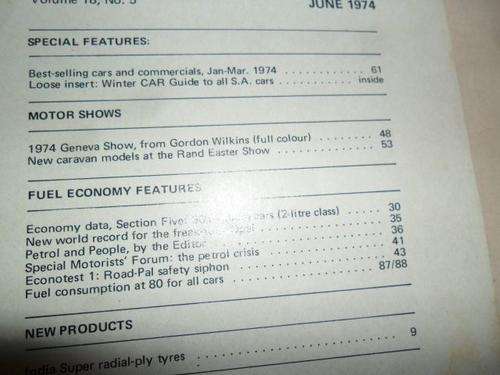 Volume 18, No. 5 JUNE 1974
SPECIAL FEATURES:
Best-selling cars and commercials, Jan-Mar. 1974 . . . . . . . . . . . . 61
Loose insert: Winter CAR Guide to all S.A. cars . . . . . . . . . . . . inside
MOTOR SHOWS
1974 Geneva Show, from Gordon Wilkins (full colour) . . . . . . . . . . 48
New caravan models at the Rand Easter Show . . . . . . . . . . . . . . 53
FUEL ECONOMY FEATURES
Economy data, Section Five: cars (2-litre class) . . . . . 30
New world record for the 35
Petrol and People, by the Editor . . . . . . . . . . . . . . . . . . 36
Special Motorists' Forum: the petrol crisis . . . . . . . . . . . . . . 41
Econotest 1: Road-Pal safety siphon . . . . . . . . . . . . . . . . . 43
Fuel consumption at 80 for all cars . . . . . . . . . . . . . . . . 87/88
NEW PRODUCTS
India Super radial-ply tyres . . . . . . . . . . . . . . . . . . . . 9